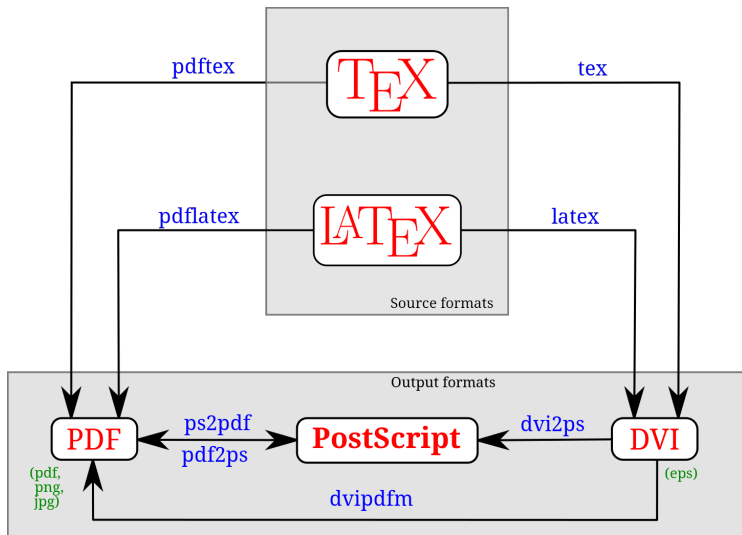 pdftex
TEX
tex
pdflatex
LATEX
latex
Source formats
Output formats
PDF
ps2pdf
pdf2ps
PostScript
dvi2ps
DVI
(pdf,
png,
jpg)
(eps)
dvipdfm